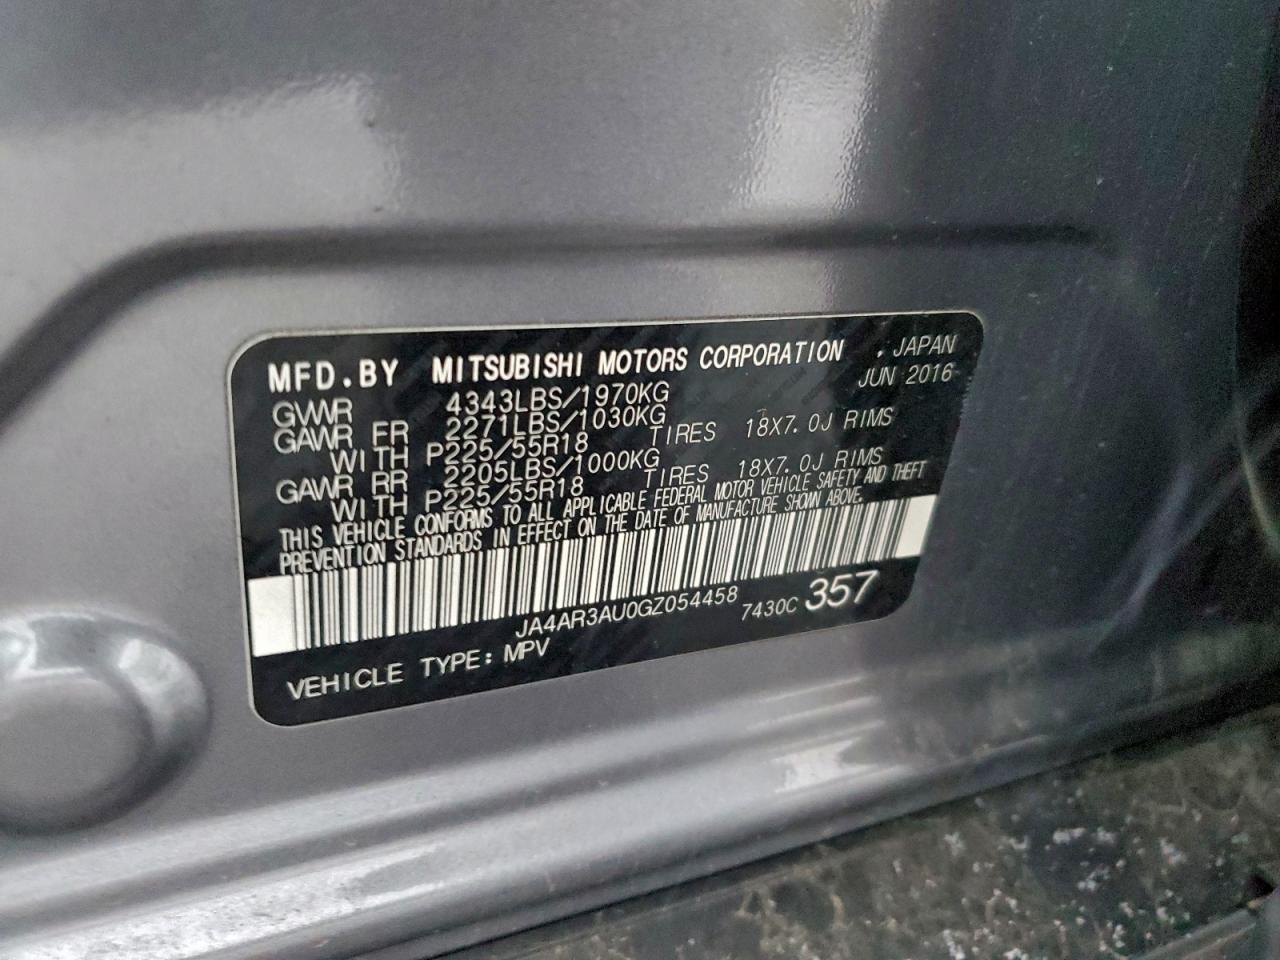 MFD.BY MITSUBISHI MOTORS CORPORATION . JAPAN
JUN 2016
GVWR 4343LBS/1970KG
GAWR FR 2271LBS/1030KG
WITH P225/55R18 TIRES 18X7.0J RIMS
GAWR RR 2205LBS/1000KG
WITH P225/55R18 TIRES 18X7.0J RIMS
THIS VEHICLE CONFORMS TO ALL APPLICABLE FEDERAL MOTOR VEHICLE SAFETY AND THEFT
PREVENTION STANDARDS IN EFFECT ON THE DATE OF MANUFACTURE SHOWN ABOVE.
JA4AR3AU0GZ054458 7430C 357
VEHICLE TYPE: MPV